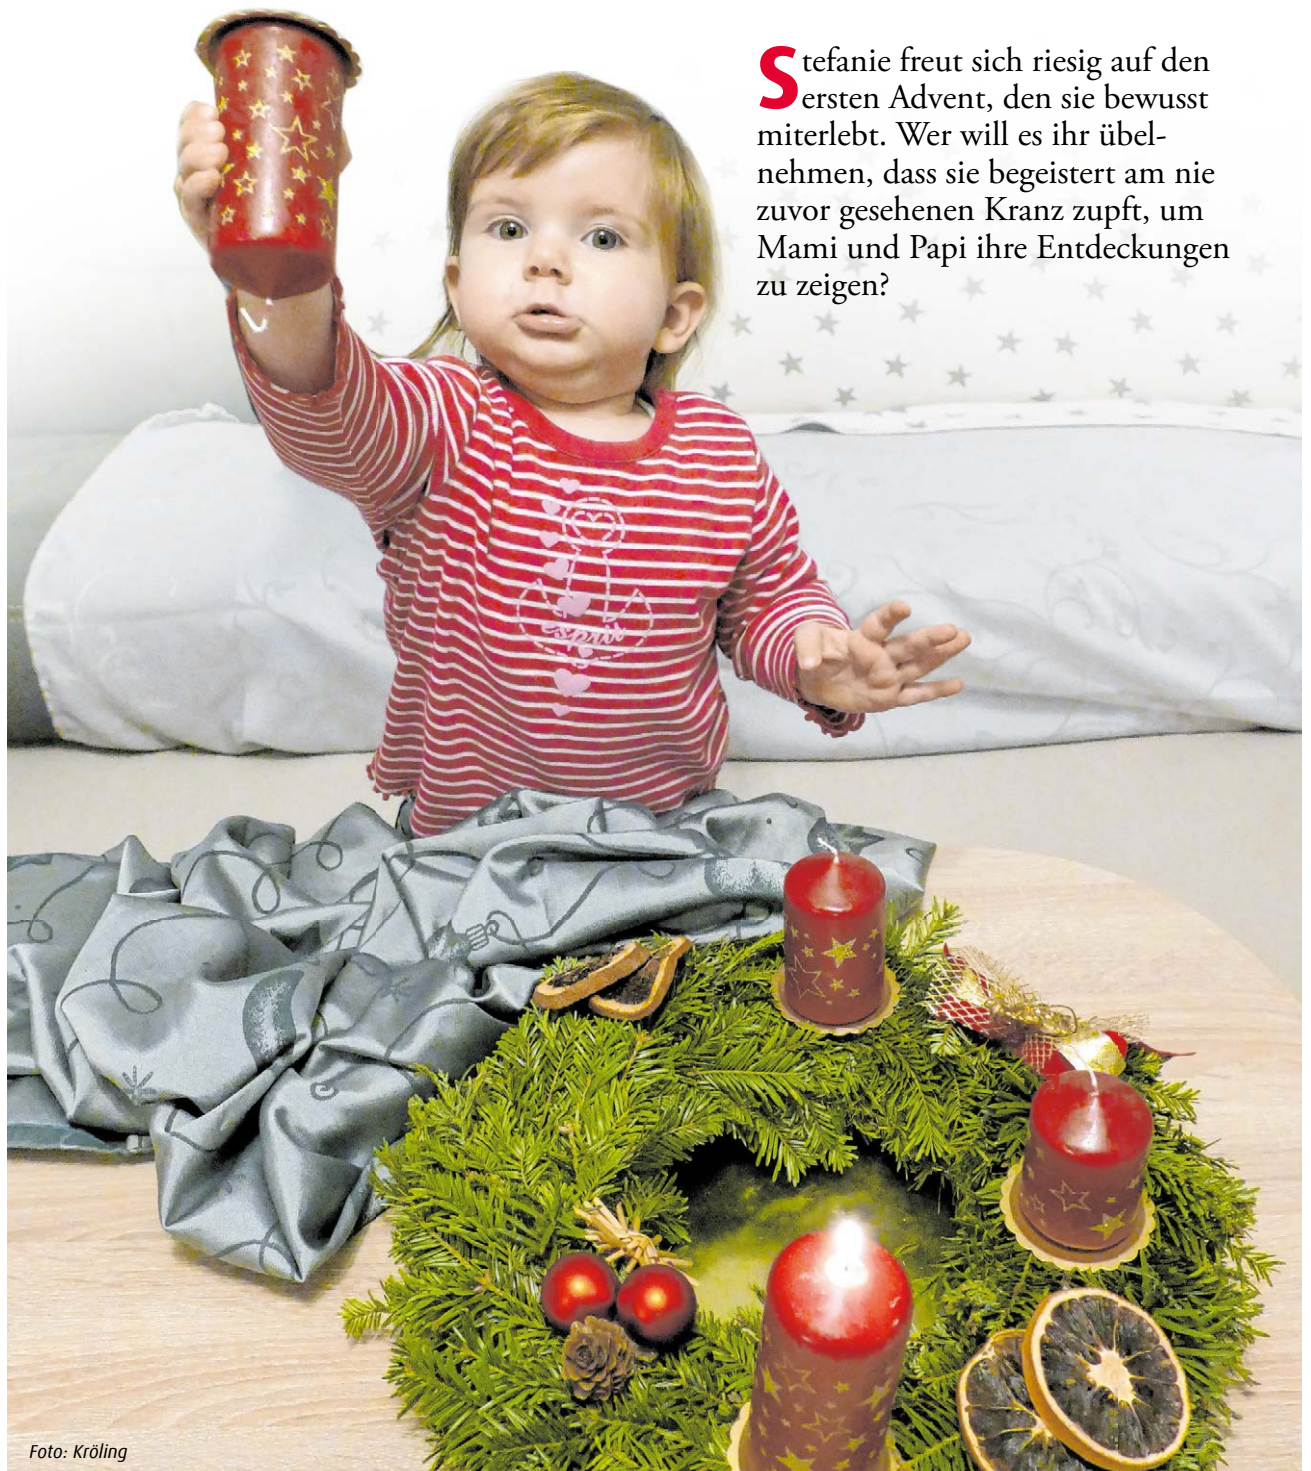 Stefanie freut sich riesig auf den
ersten Advent, den sie bewusst
miterlebt. Wer will es ihr übel-
nehmen, dass sie begeistert am nie
zuvor gesehenen Kranz zupft, um
Mami und Papi ihre Entdeckungen
zu zeigen?
esprit
Foto: Kröling